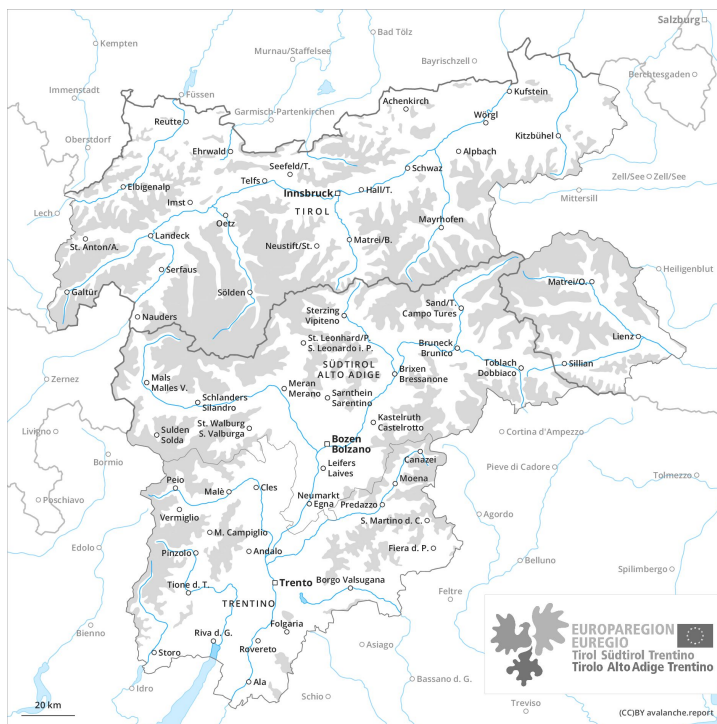 Salzburg
Kempten
Bad Tölz
Murnau/Staffelsee
Bayrischzell
Berchtesgaden
Immenstadt
Füssen
Garmisch-Partenkirchen
Achenkirch
Kufstein
Reutte
Wörgl
Oberstdorf
Kitzbühel
Ehrwald
Alpbach
Seefeld/T.
Schwaz
Zell/See
Zell/See
Telfs
Elbigenalp
Innsbruck
Hall/T.
Mittersill
Imst
Lech
TIROL
Oetz
Mayrhofen
Landeck
Matrei/B.
St. Anton/A.
Neustift/St.
Serfaus
Heiligenblut
Galtür
Sölden
Matrei/O.
Sand/T.
Campo Tures
Nauders
Sterzing
Vipiteno
Lienz
St. Leonhard/P.
S. Leonardo i. P.
Bruneck
Brunico
SÜDTIROL
ALTO ADIGE
Toblach
Dobbiaco
Sillian
Brixen
Bressanone
Zernez
Mals
Malles V.
Meran
Merano
Sarnthein
Sarentino
Schlanders
Silandro
Kastelruth
Castelrotto
St. Walburg
S. Valburga
Sulden
Solda
Livigno
Cortina d'Ampezzo
Bozen
Bolzano
Canazei
Bormio
Leifers
Laives
Pieve di Cadore
Tolmezzo
Peio
Moena
Malè
Cles
Neumarkt
Egna
Predazzo
Poschiavo
Vermiglio
Agordo
S. Martino d. C.
M. Campiglio
Edolo
Pinzolo
Andalo
Fiera d. P.
Belluno
Spilimbergo
Trento
Borgo Valsugana
Tione d. T.
Feltre
TRENTINO
Folgaria
Bienno
Riva d. G.
Rovereto
Asiago
Storo
Ala
Bassano d. G.
Idro
Schio
Treviso
EUROPAREGION
EUREGIO
Tirol Südtirol Trentino
Tirolo Alto Adige Trentino
20 km
(CC)BY avalanche.report